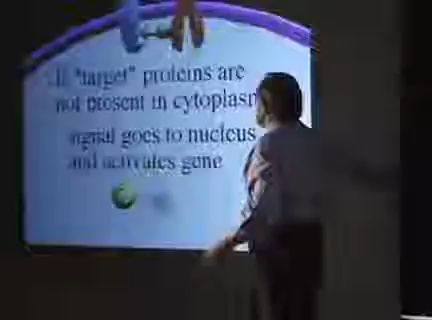 If "target" proteins are
not present in cytoplasm
signal goes to nucleus
and activates gene